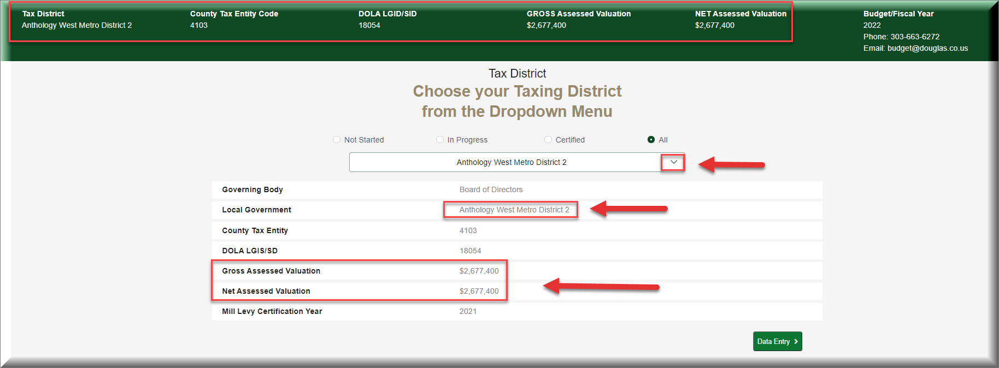 Tax District
Anthology West Metro District 2
County Tax Entity Code
4103
DOLA LGID/SID
18054
GROSS Assessed Valuation
$2,677,400
NET Assessed Valuation
$2,677,400
Budget/Fiscal Year
2022
Phone: 303-663-6272
Email: budget@douglas.co.us
Tax District
Choose your Taxing District
from the Dropdown Menu
Not Started In Progress Certified All
Anthology West Metro District 2
Governing Body Board of Directors
Local Government Anthology West Metro District 2
County Tax Entity 4103
DOLA LGIS/SD 18054
Gross Assessed Valuation $2,677,400
Net Assessed Valuation $2,677,400
Mill Levy Certification Year 2021
Data Entry